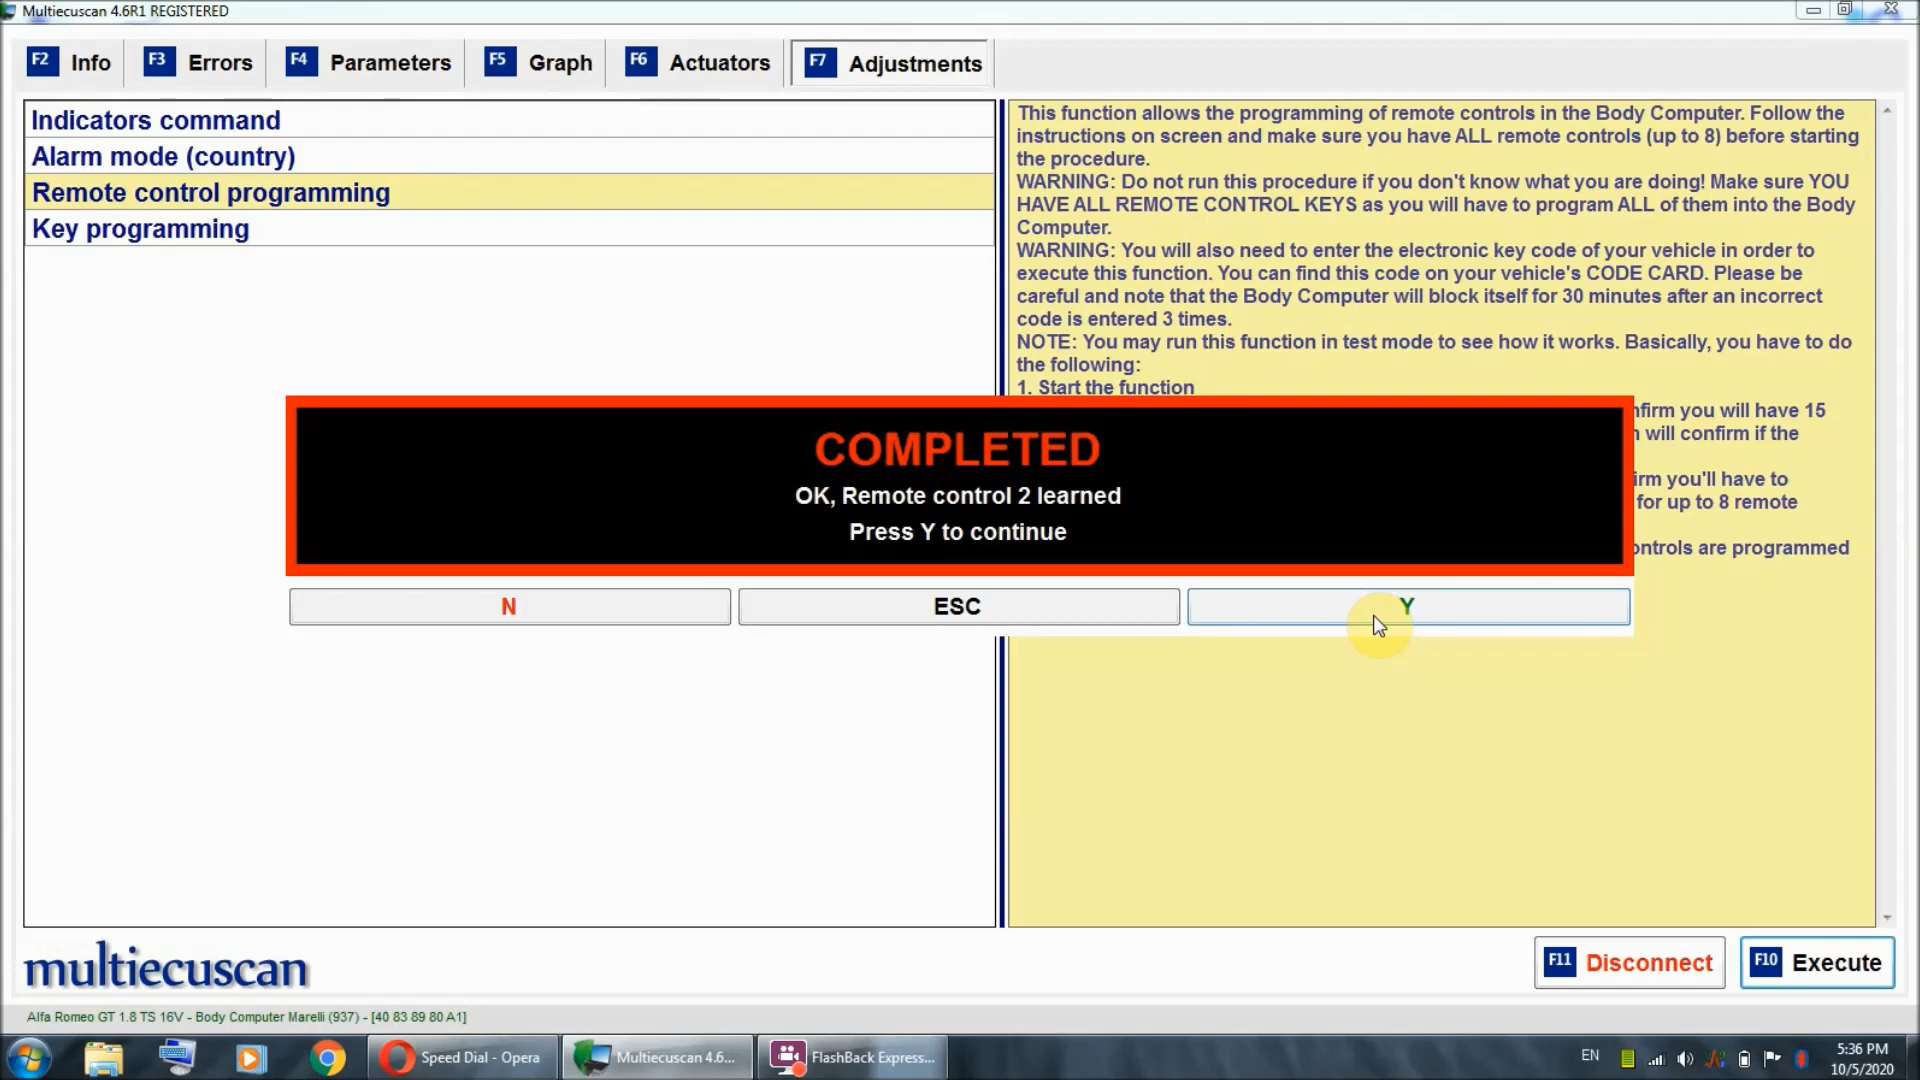 Multiecuscan 4.6R1 REGISTERED
F2 Info F3 Errors F4 Parameters F5 Graph F6 Actuators F7 Adjustments
Indicators command
Alarm mode (country)
Remote control programming
Key programming
This function allows the programming of remote controls in the Body Computer. Follow the
instructions on screen and make sure you have ALL remote controls (up to 8) before starting
the procedure.
WARNING: Do not run this procedure if you don't know what you are doing! Make sure YOU
HAVE ALL REMOTE CONTROL KEYS as you will have to program ALL of them into the Body
Computer.
WARNING: You will also need to enter the electronic key code of your vehicle in order to
execute this function. You can find this code on your vehicle's CODE CARD. Please be
careful and note that the Body Computer will block itself for 30 minutes after an incorrect
code is entered 3 times.
NOTE: You may run this function in test mode to see how it works. Basically, you have to do
the following:
1. Start the function
nfirm you will have 15
will confirm if the
irm you'll have to
for up to 8 remote
ontrols are programmed
COMPLETED
OK, Remote control 2 learned
Press Y to continue
N ESC Y
multiecuscan
F11 Disconnect F10 Execute
Alfa Romeo GT 1.8 TS 16V - Body Computer Marelli (937) - [40 83 89 80 A1]
Speed Dial - Opera Multiecuscan 4.6... FlashBack Express... EN 5:36 PM
10/5/2020